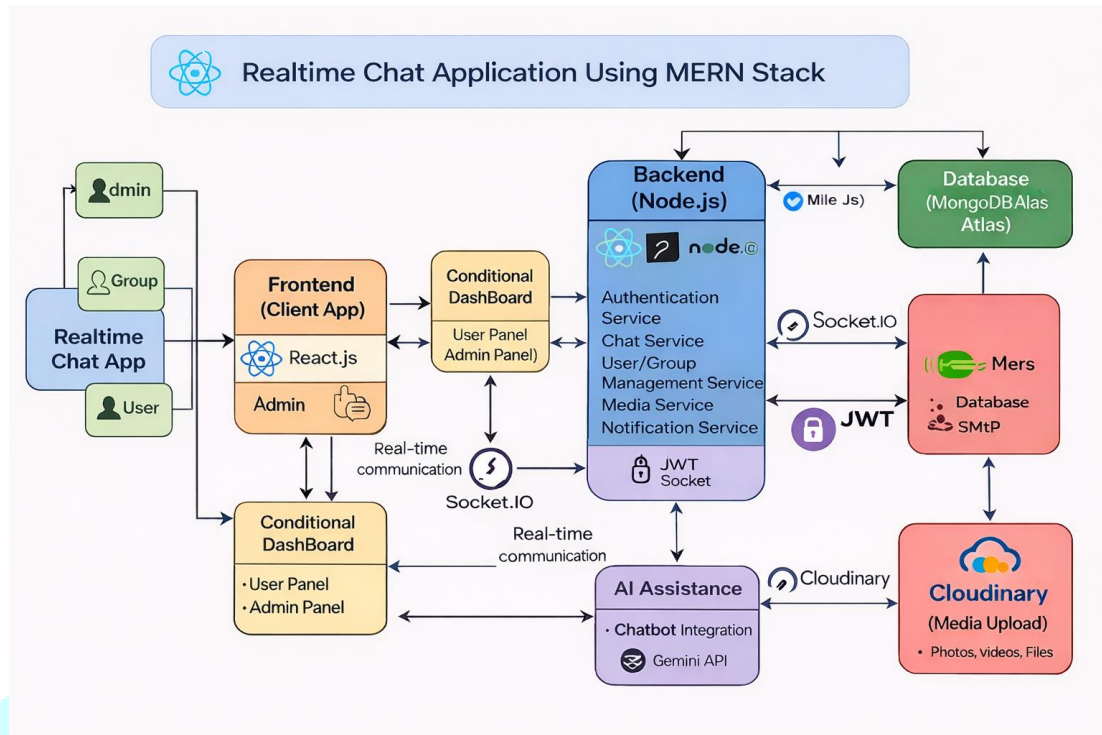 Realtime Chat Application Using MERN Stack
dmin
Group
Realtime
Chat App
User
Frontend
(Client App)
React.js
Admin
Conditional
DashBoard
User Panel
Admin Panel)
Real-time
communication
Socket.IO
Conditional
DashBoard
· User Panel
· Admin Panel
Real-time
communication
Backend
(Node.js)
node.@
Authentication
Service
Chat Service
User/Group
Management Service
Media Service
Notification Service
JWT
Socket
AI Assistance
• Chatbot Integration
Gemini API
Mile Js)
Socket.IO
JWT
Cloudinary
Database
(MongoDBAlas
Atlas)
Mers
Database
SMtP
Cloudinary
(Media Upload)
• Photos, videos, Files